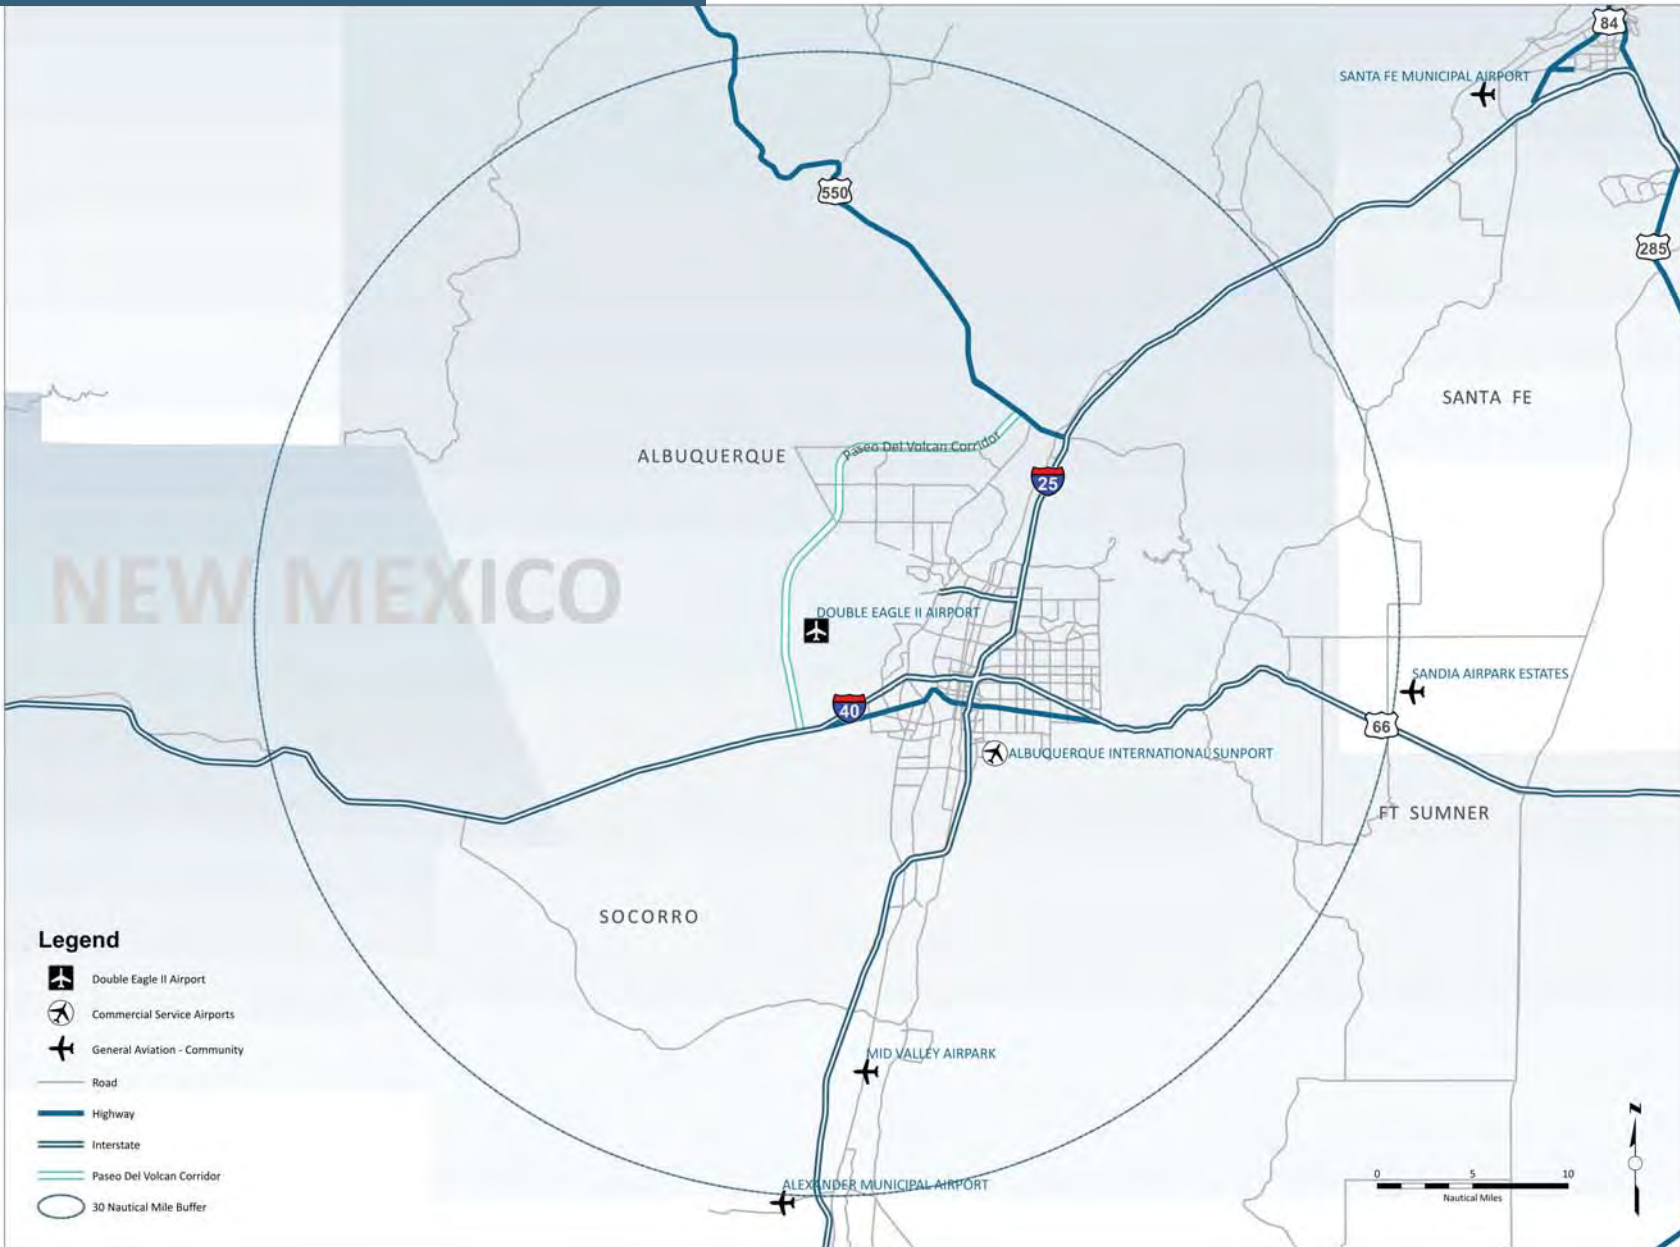 84
SANTA FE MUNICIPAL AIRPORT
550
285
SANTA FE
ALBUQUERQUE
Paseo Del Volcan Corridor
25
NEW MEXICO
DOUBLE EAGLE II AIRPORT
SANDIA AIRPARK ESTATES
40
66
ALBUQUERQUE INTERNATIONAL SUNPORT
FT SUMNER
SOCORRO
MID VALLEY AIRPARK
ALEXANDER MUNICIPAL AIRPORT
Legend
Double Eagle II Airport
Commercial Service Airports
General Aviation - Community
Road
Highway
Interstate
Paseo Del Volcan Corridor
30 Nautical Mile Buffer
N
0 5 10
Nautical Miles